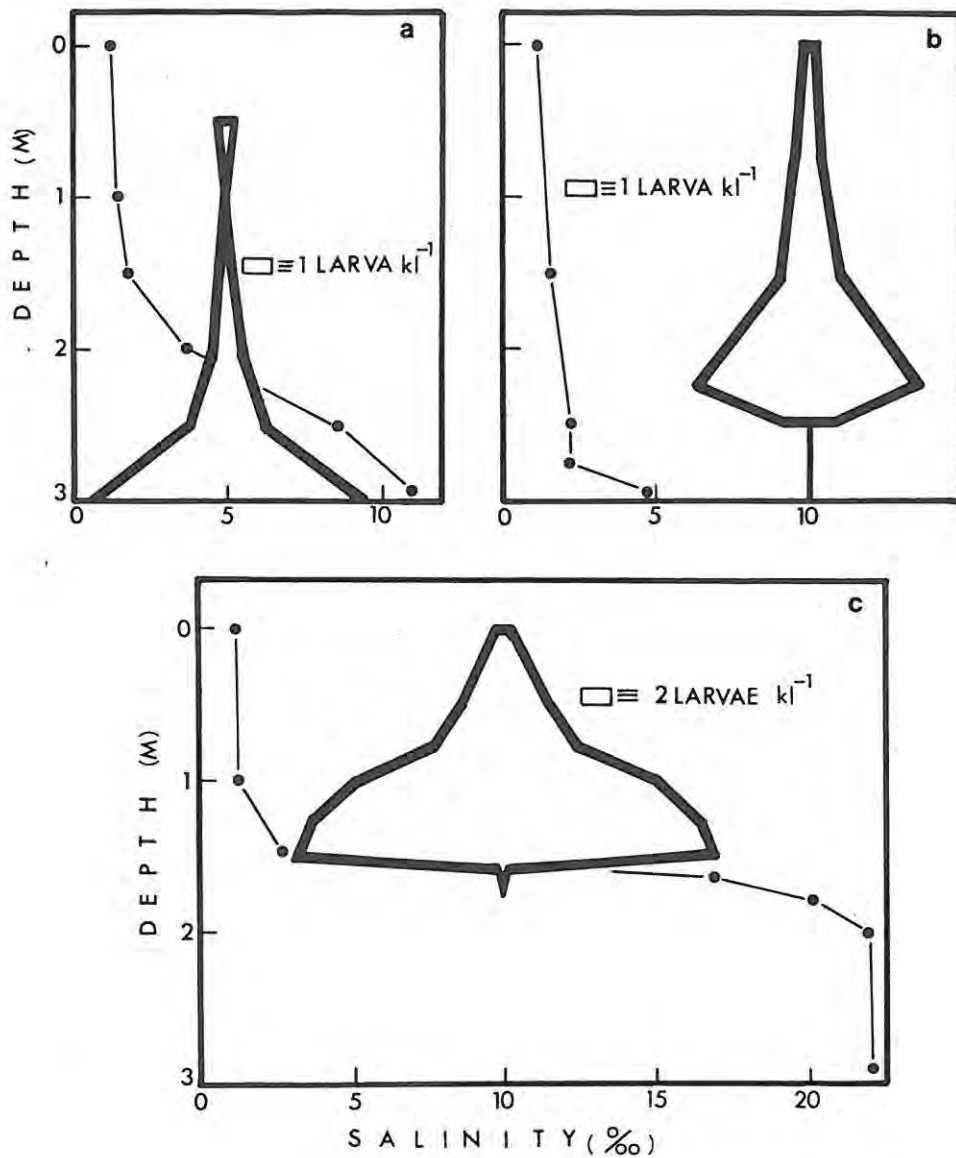 a
b
0
1
2
3
DEPTH (M)
≡1 LARVA kl⁻¹
≡1 LARVA kl⁻¹
0 5 10
0 5 10
c
0
1
2
3
DEPTH (M)
≡ 2 LARVAE kl⁻¹
0 5 10 15 20
SALINITY (‰)